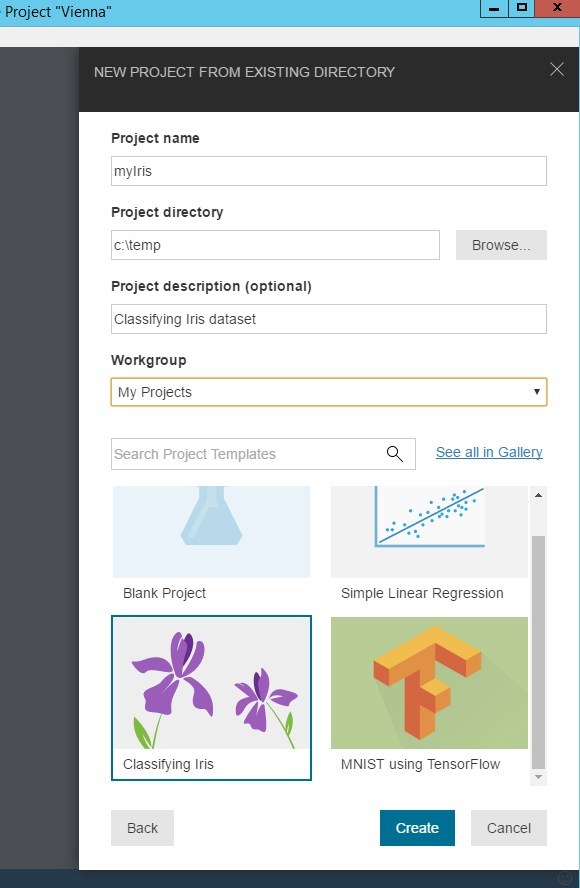 Project "Vienna"
NEW PROJECT FROM EXISTING DIRECTORY
Project name
myIris
Project directory
c:\temp
Browse...
Project description (optional)
Classifying Iris dataset
Workgroup
My Projects
Search Project Templates
See all in Gallery
Blank Project
Simple Linear Regression
Classifying Iris
MNIST using TensorFlow
Back
Create
Cancel